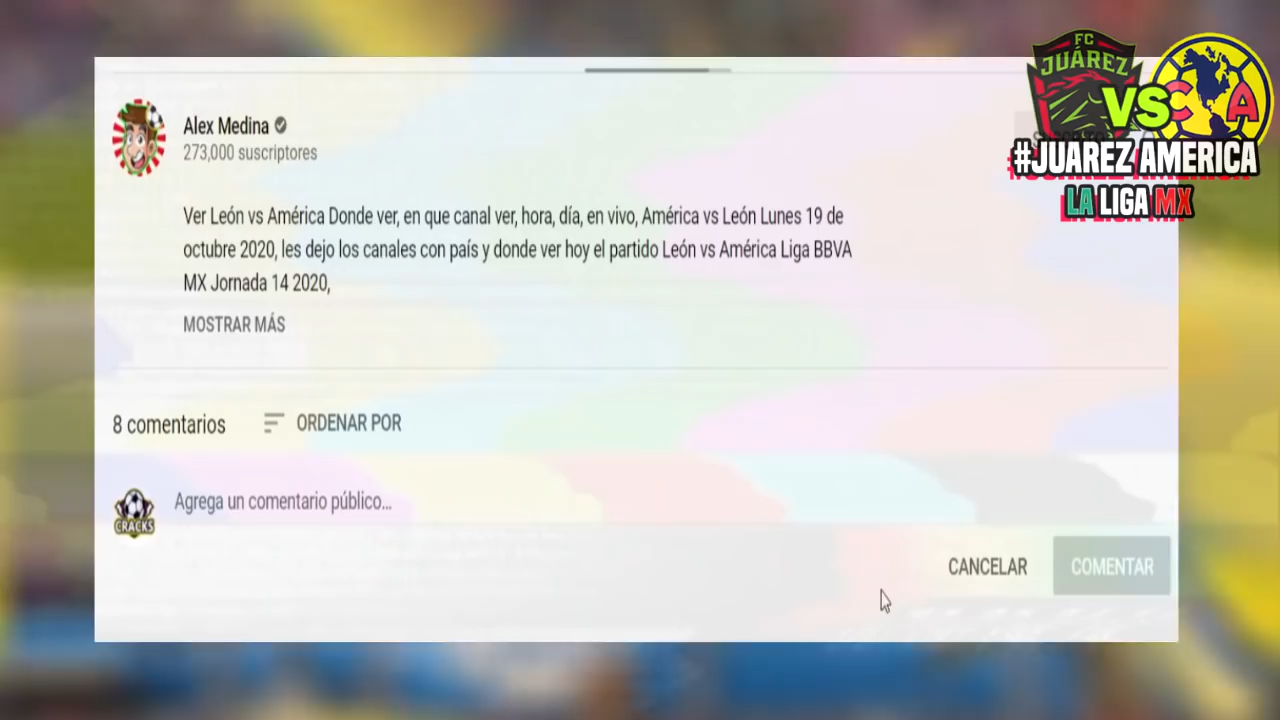 FC
JUÁREZ
VS
C A
#JUAREZ AMERICA
LA LIGA MX
Alex Medina
273,000 suscriptores
Ver León vs América Donde ver, en que canal ver, hora, día, en vivo, América vs León Lunes 19 de
octubre 2020, les dejo los canales con país y donde ver hoy el partido León vs América Liga BBVA
MX Jornada 14 2020,
MOSTRAR MÁS
8 comentarios
ORDENAR POR
CRACKS
Agrega un comentario público...
CANCELAR
COMENTAR